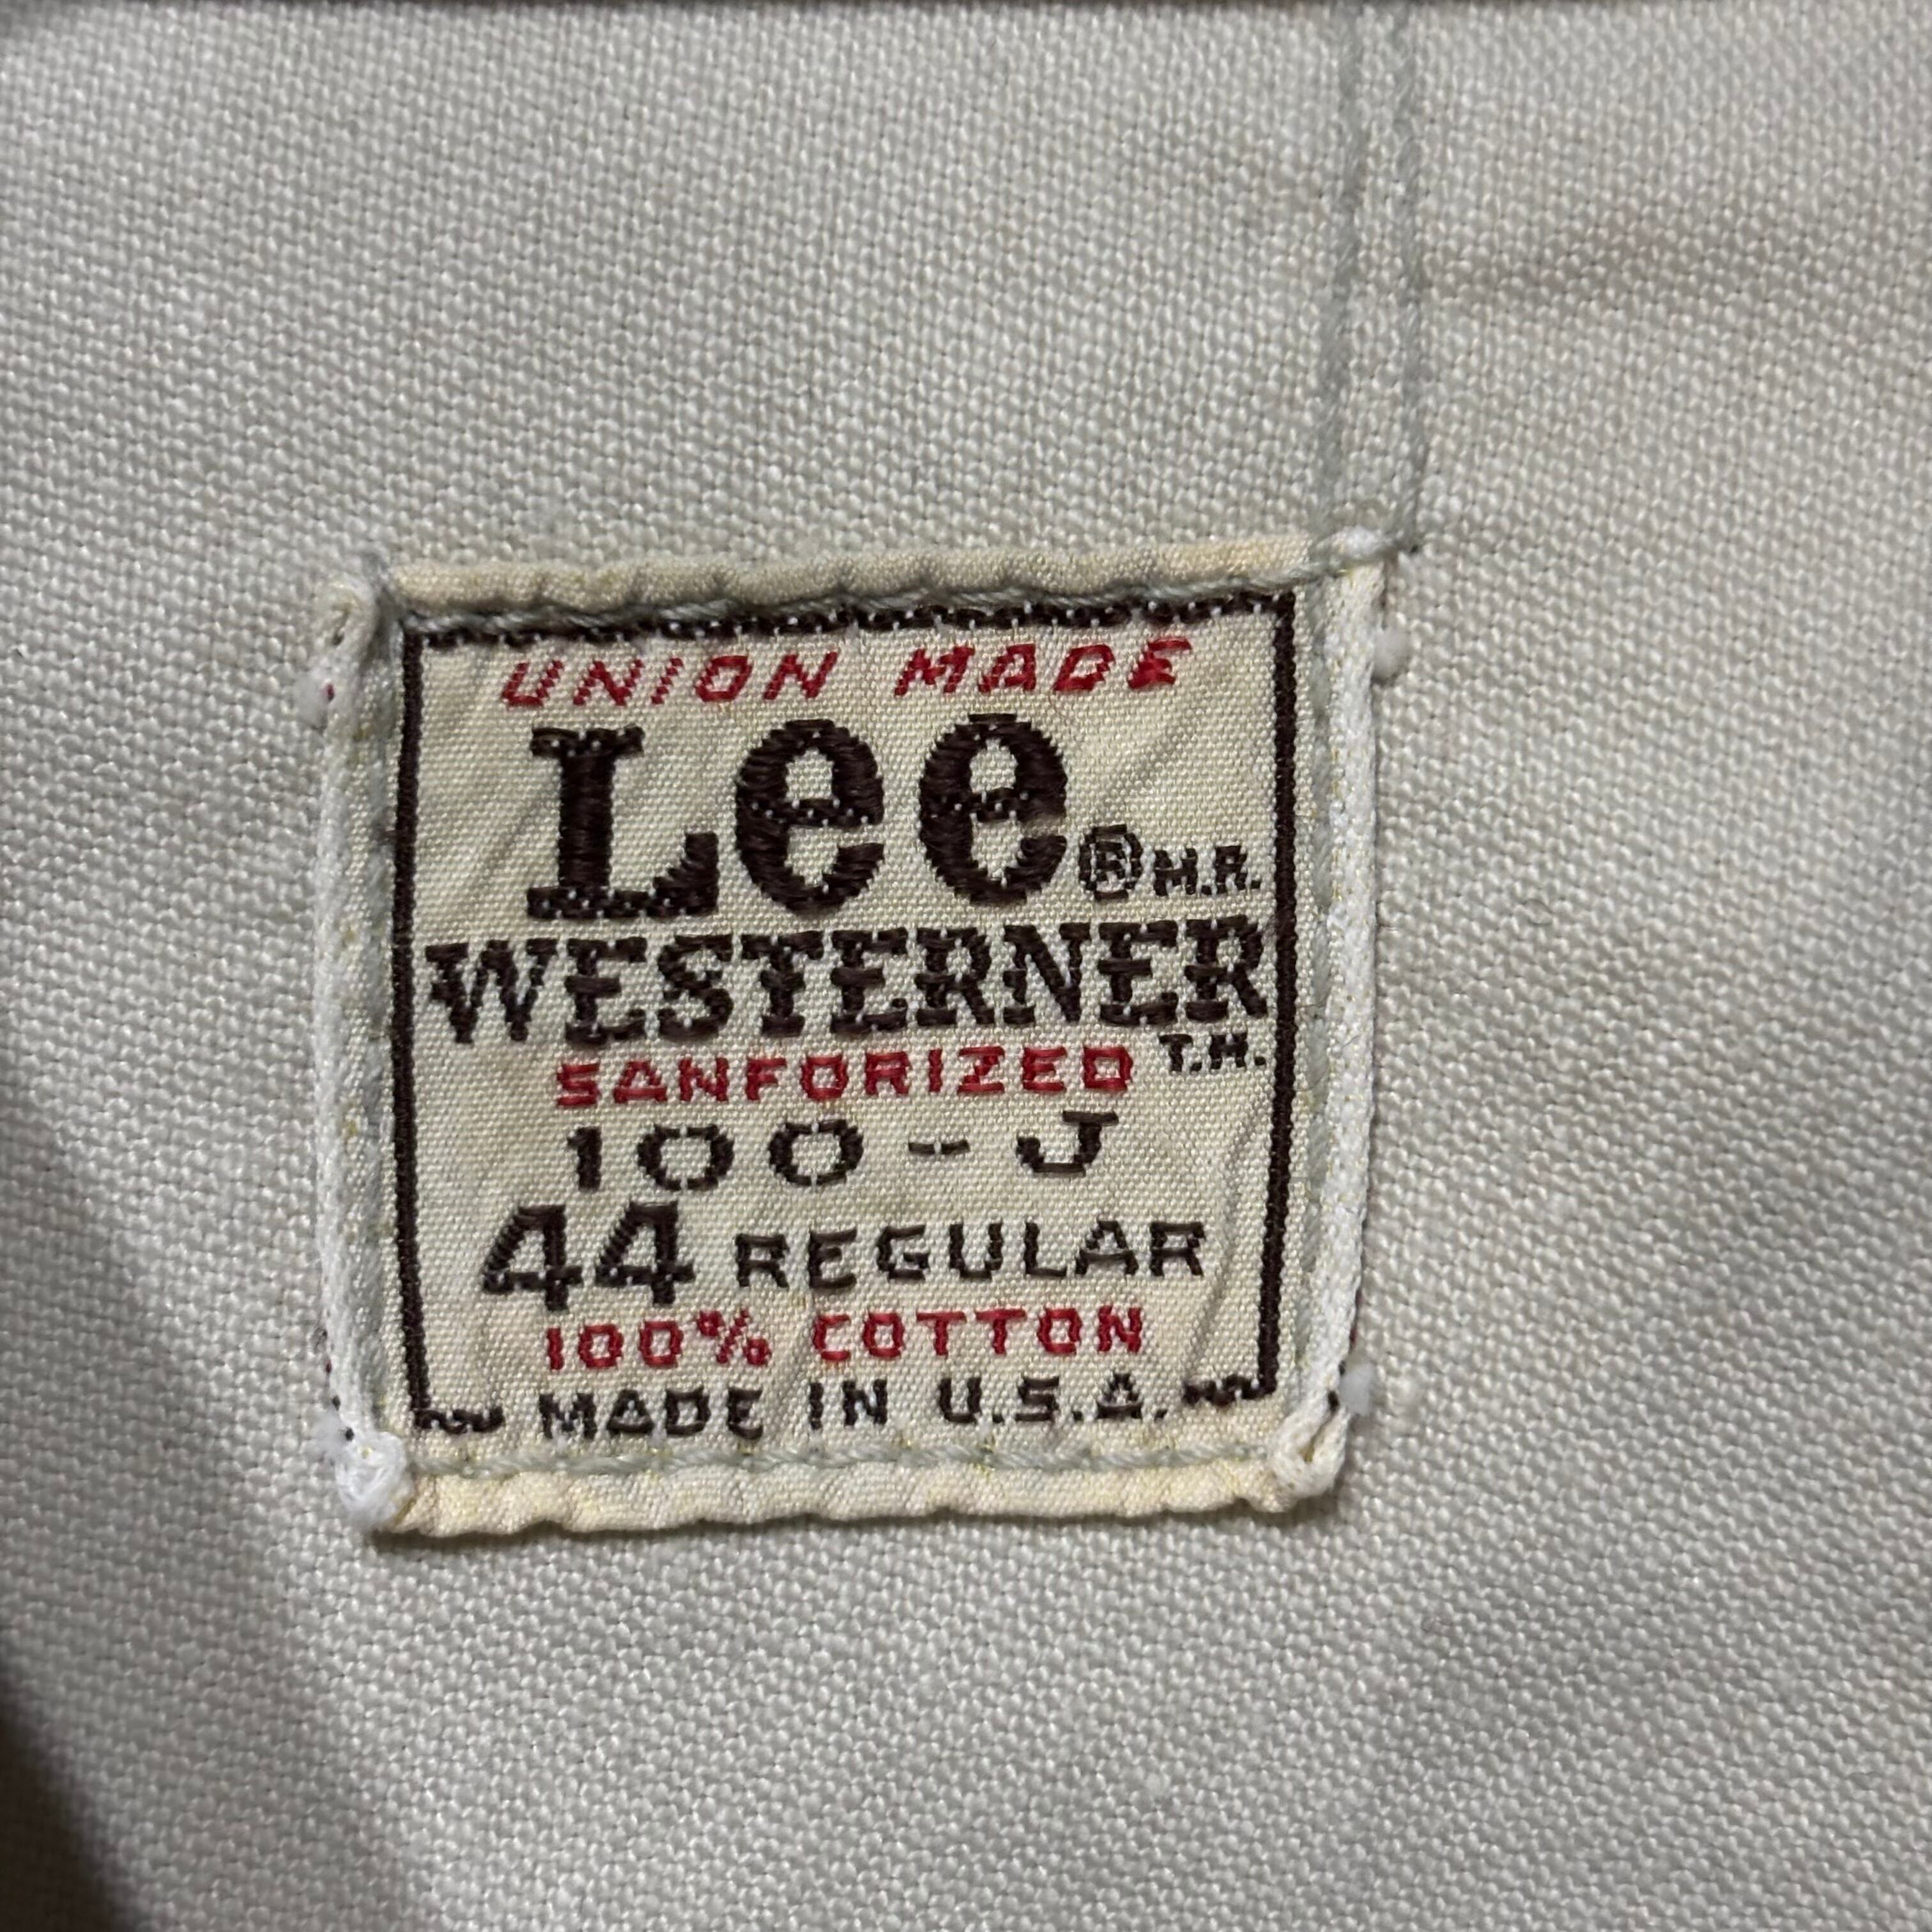 UNION MADE
Lee® M.R.
WESTERNER
SANFORIZED T.M.
100-J
44 REGULAR
100% COTTON
MADE IN U.S.A.